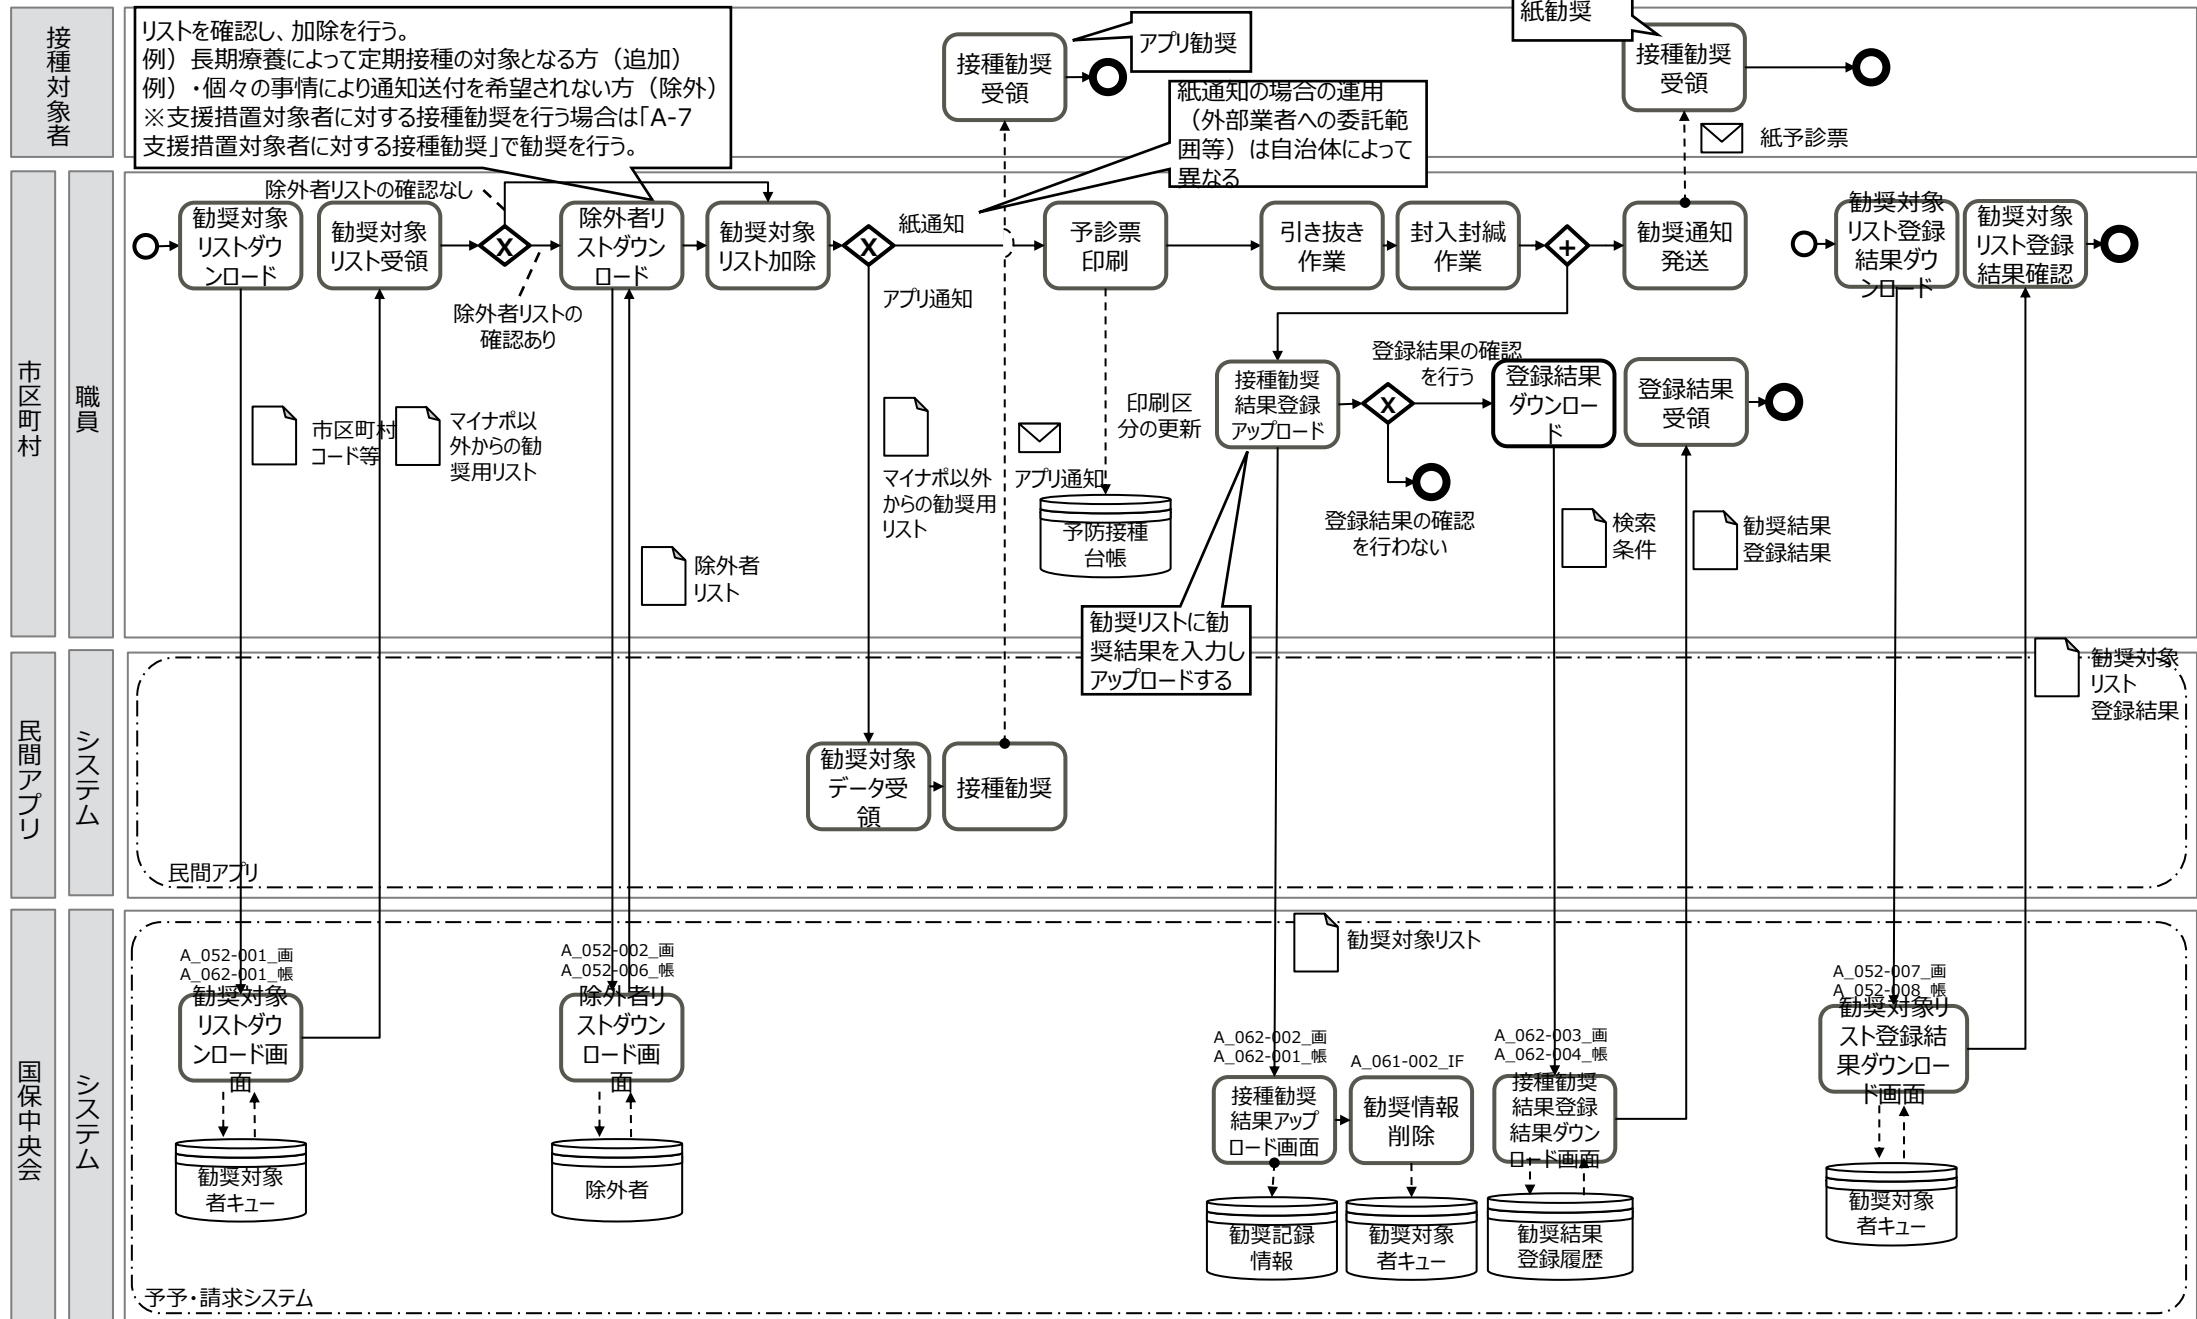 接種対象者
リストを確認し、加除を行う。
例）長期療養によって定期接種の対象となる方（追加）
例）・個々の事情により通知送付を希望されない方（除外）
※支援措置対象者に対する接種勧奨を行う場合は「A-7
支援措置対象者に対する接種勧奨」で勧奨を行う。
接種勧奨
受領
アプリ勧奨
紙勧奨
接種勧奨
受領
紙通知の場合の運用
（外部業者への委託範
囲等）は自治体によって
異なる
紙予診票
市区町村
職員
除外者リストの確認なし
勧奨対象
リストダウ
ンロード
勧奨対象
リスト受領
X
除外者リ
ストダウン
ロード
勧奨対象
リスト加除
X
紙通知
予診票
印刷
引き抜き
作業
封入封緘
作業
+
勧奨通知
発送
勧奨対象
リスト登録
結果ダウ
ンロード
勧奨対象
リスト登録
結果確認
除外者リストの
確認あり
アプリ通知
市区町村
コード等
マイナポ以
外からの勧
奨用リスト
除外者
リスト
マイナポ以外
からの勧奨用
リスト
アプリ通知
印刷区
分の更新
予防接種
台帳
接種勧奨
結果登録
アップロード
X
登録結果の確認
を行う
登録結果
ダウンロー
ド
登録結果
受領
登録結果の確認
を行わない
検索
条件
勧奨結果
登録結果
勧奨リストに勧
奨結果を入力し
アップロードする
勧奨対象
リスト
登録結果
民間アプリ
システム
勧奨対象
データ受
領
接種勧奨
民間アプリ
国保中央会
システム
A_052-001_画
A_062-001_帳
勧奨対象
リストダウ
ンロード画
面
勧奨対象
者キュー
A_052-002_画
A_052-006_帳
除外者リ
ストダウン
ロード画
面
除外者
勧奨対象リスト
A_062-002_画
A_062-001_帳
接種勧奨
結果アップ
ロード画面
勧奨記録
情報
A_061-002_IF
勧奨情報
削除
勧奨対象
者キュー
A_062-003_画
A_062-004_帳
接種勧奨
結果登録
結果ダウン
ロード画面
勧奨結果
登録履歴
A_052-007_画
A_052-008_帳
勧奨対象リ
スト登録結
果ダウンロー
ド画面
勧奨対象
者キュー
予予・請求システム